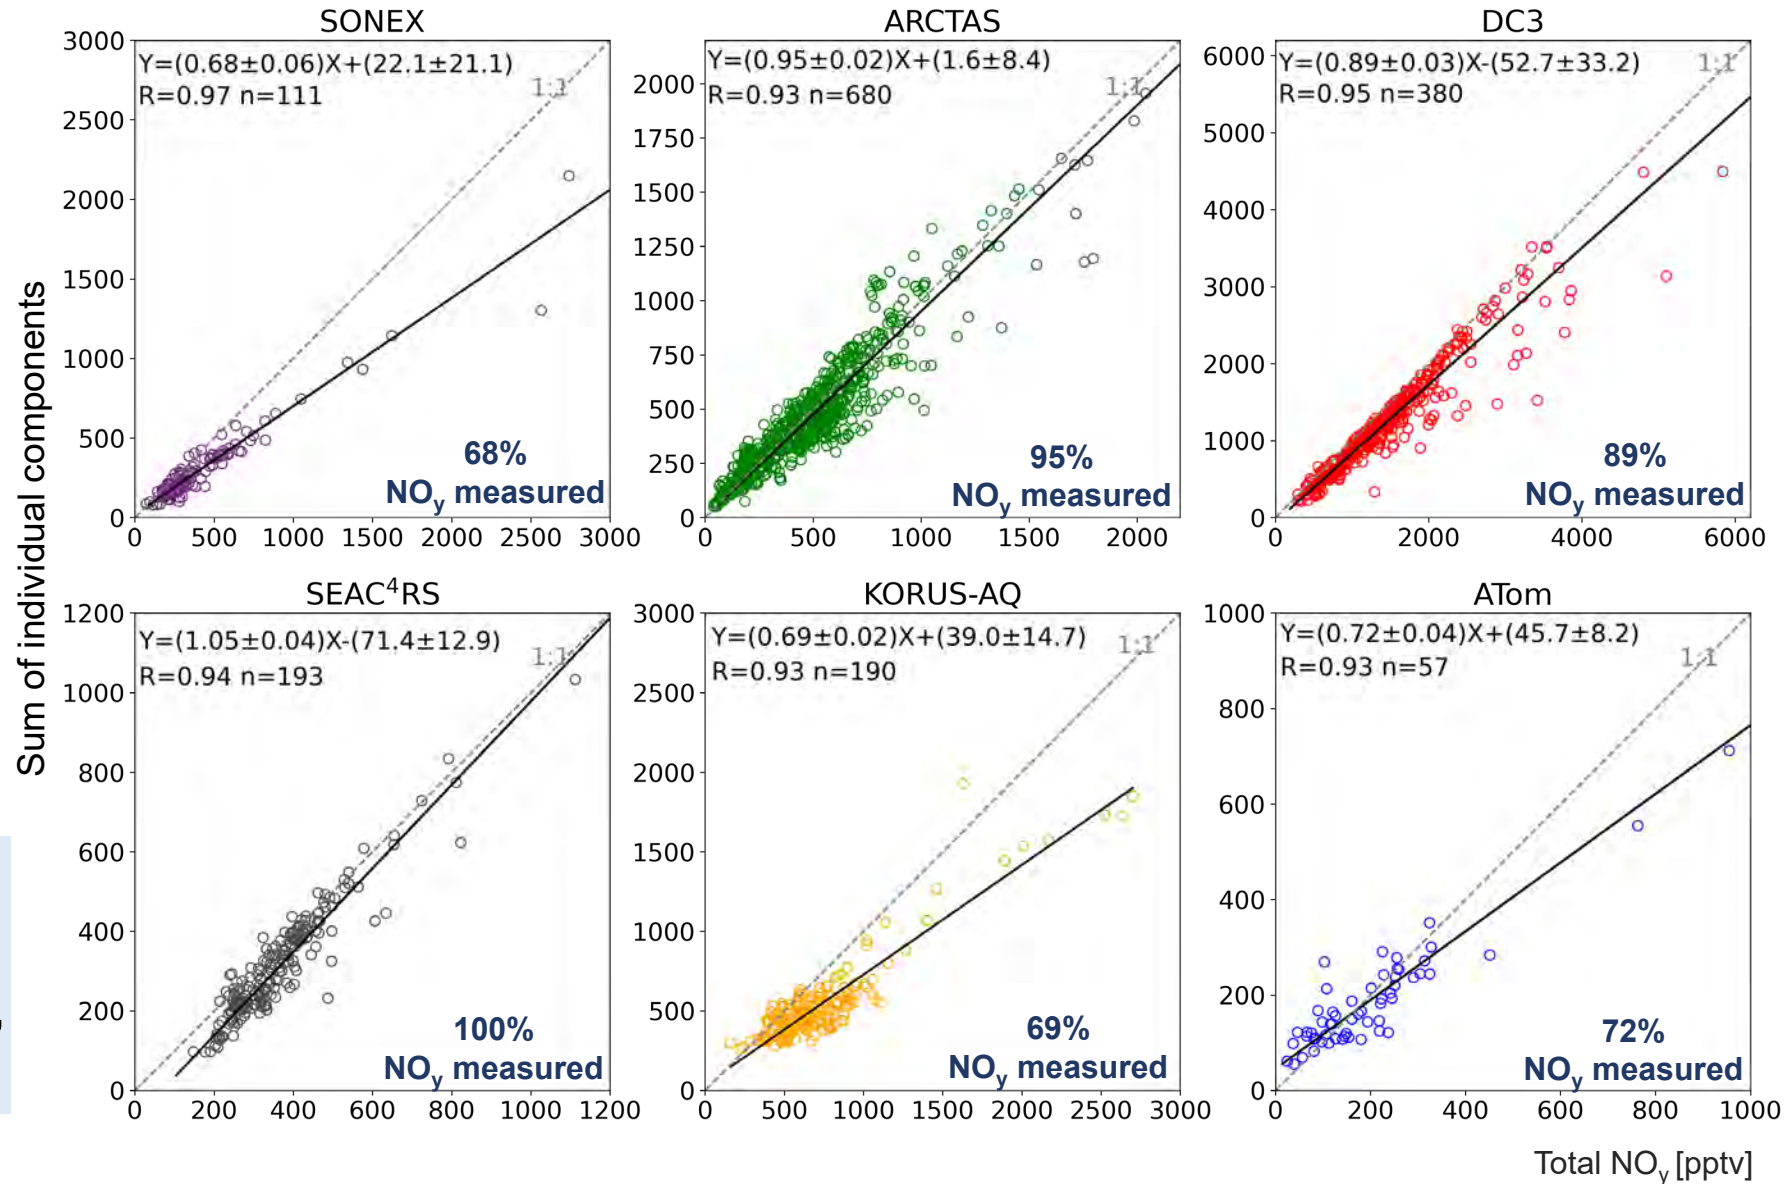 SONEX
3000
2500
2000
1500
1000
500
0
Y=(0.68±0.06)X+(22.1±21.1)
R=0.97 n=111
1:1
68%
NOy measured
0 500 1000 1500 2000 2500 3000
ARCTAS
2000
1750
1500
1250
1000
750
500
250
0
Y=(0.95±0.02)X+(1.6±8.4)
R=0.93 n=680
1:1
95%
NOy measured
0 500 1000 1500 2000
DC3
6000
5000
4000
3000
2000
1000
0
Y=(0.89±0.03)X-(52.7±33.2)
R=0.95 n=380
1:1
89%
NOy measured
0 2000 4000 6000
Sum of individual components
SEAC⁴RS
1200
1000
800
600
400
200
0
Y=(1.05±0.04)X-(71.4±12.9)
R=0.94 n=193
1:1
100%
NOy measured
0 200 400 600 800 1000 1200
KORUS-AQ
3000
2500
2000
1500
1000
500
0
Y=(0.69±0.02)X+(39.0±14.7)
R=0.93 n=190
1:1
69%
NOy measured
0 500 1000 1500 2000 2500 3000
ATom
1000
800
600
400
200
0
Y=(0.72±0.04)X+(45.7±8.2)
R=0.93 n=57
1:1
72%
NOy measured
0 200 400 600 800 1000
Total NOy [pptv]
,